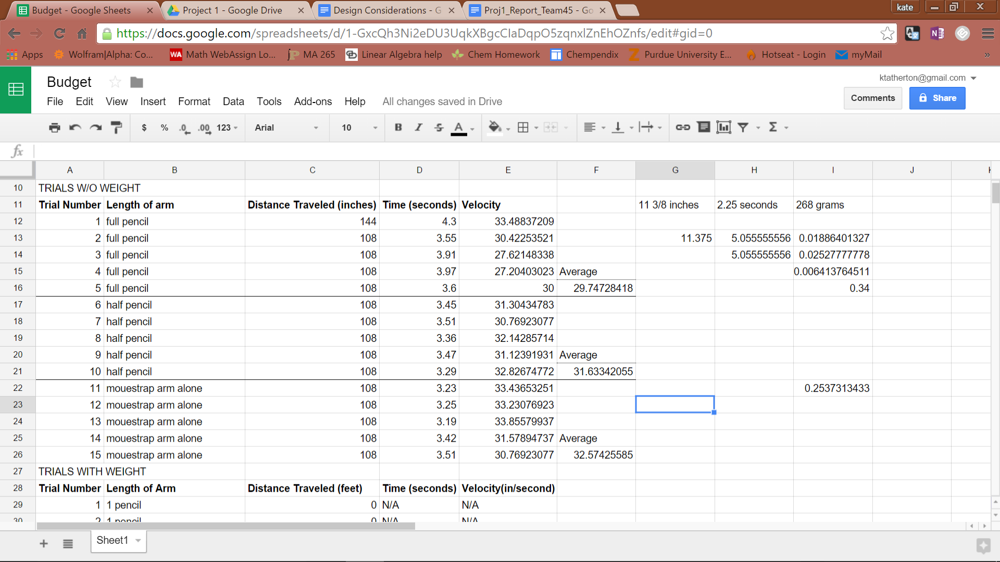 Budget - Google Sheets Project 1 - Google Drive Design Considerations - G Proj1_Report_Team45 - Go kate
https://docs.google.com/spreadsheets/d/1-GxcQh3Ni2eDU3UqkXBgcCIaDqpO5zqnxlZnEhOZnfs/edit#gid=0
Apps Wolfram|Alpha: Co... WA Math WebAssign Lo... MA 265 Linear Algebra help Chem Homework Chempendix Purdue University E... Hotseat - Login myMail »
Budget ktatherton@gmail.com
File Edit View Insert Format Data Tools Add-ons Help All changes saved in Drive Comments Share
$ % .0 .00 123 Arial 10 B I S A Σ
fx
A B C D E F G H I J
10 TRIALS W/O WEIGHT
11 Trial Number Length of arm Distance Traveled (inches) Time (seconds) Velocity 11 3/8 inches 2.25 seconds 268 grams
12 1 full pencil 144 4.3 33.48837209
13 2 full pencil 108 3.55 30.42253521 11.375 5.055555556 0.01886401327
14 3 full pencil 108 3.91 27.62148338 5.055555556 0.02527777778
15 4 full pencil 108 3.97 27.20403023 Average 0.006413764511
16 5 full pencil 108 3.6 30 29.74728418 0.34
17 6 half pencil 108 3.45 31.30434783
18 7 half pencil 108 3.51 30.76923077
19 8 half pencil 108 3.36 32.14285714
20 9 half pencil 108 3.47 31.12391931 Average
21 10 half pencil 108 3.29 32.82674772 31.63342055
22 11 mouestrap arm alone 108 3.23 33.43653251 0.2537313433
23 12 mouestrap arm alone 108 3.25 33.23076923
24 13 mouestrap arm alone 108 3.19 33.85579937
25 14 mouestrap arm alone 108 3.42 31.57894737 Average
26 15 mouestrap arm alone 108 3.51 30.76923077 32.57425585
27 TRIALS WITH WEIGHT
28 Trial Number Length of Arm Distance Traveled (feet) Time (seconds) Velocity(in/second)
29 1 1 pencil 0 N/A N/A
30 2 1 pencil 0 N/A N/A
Sheet1